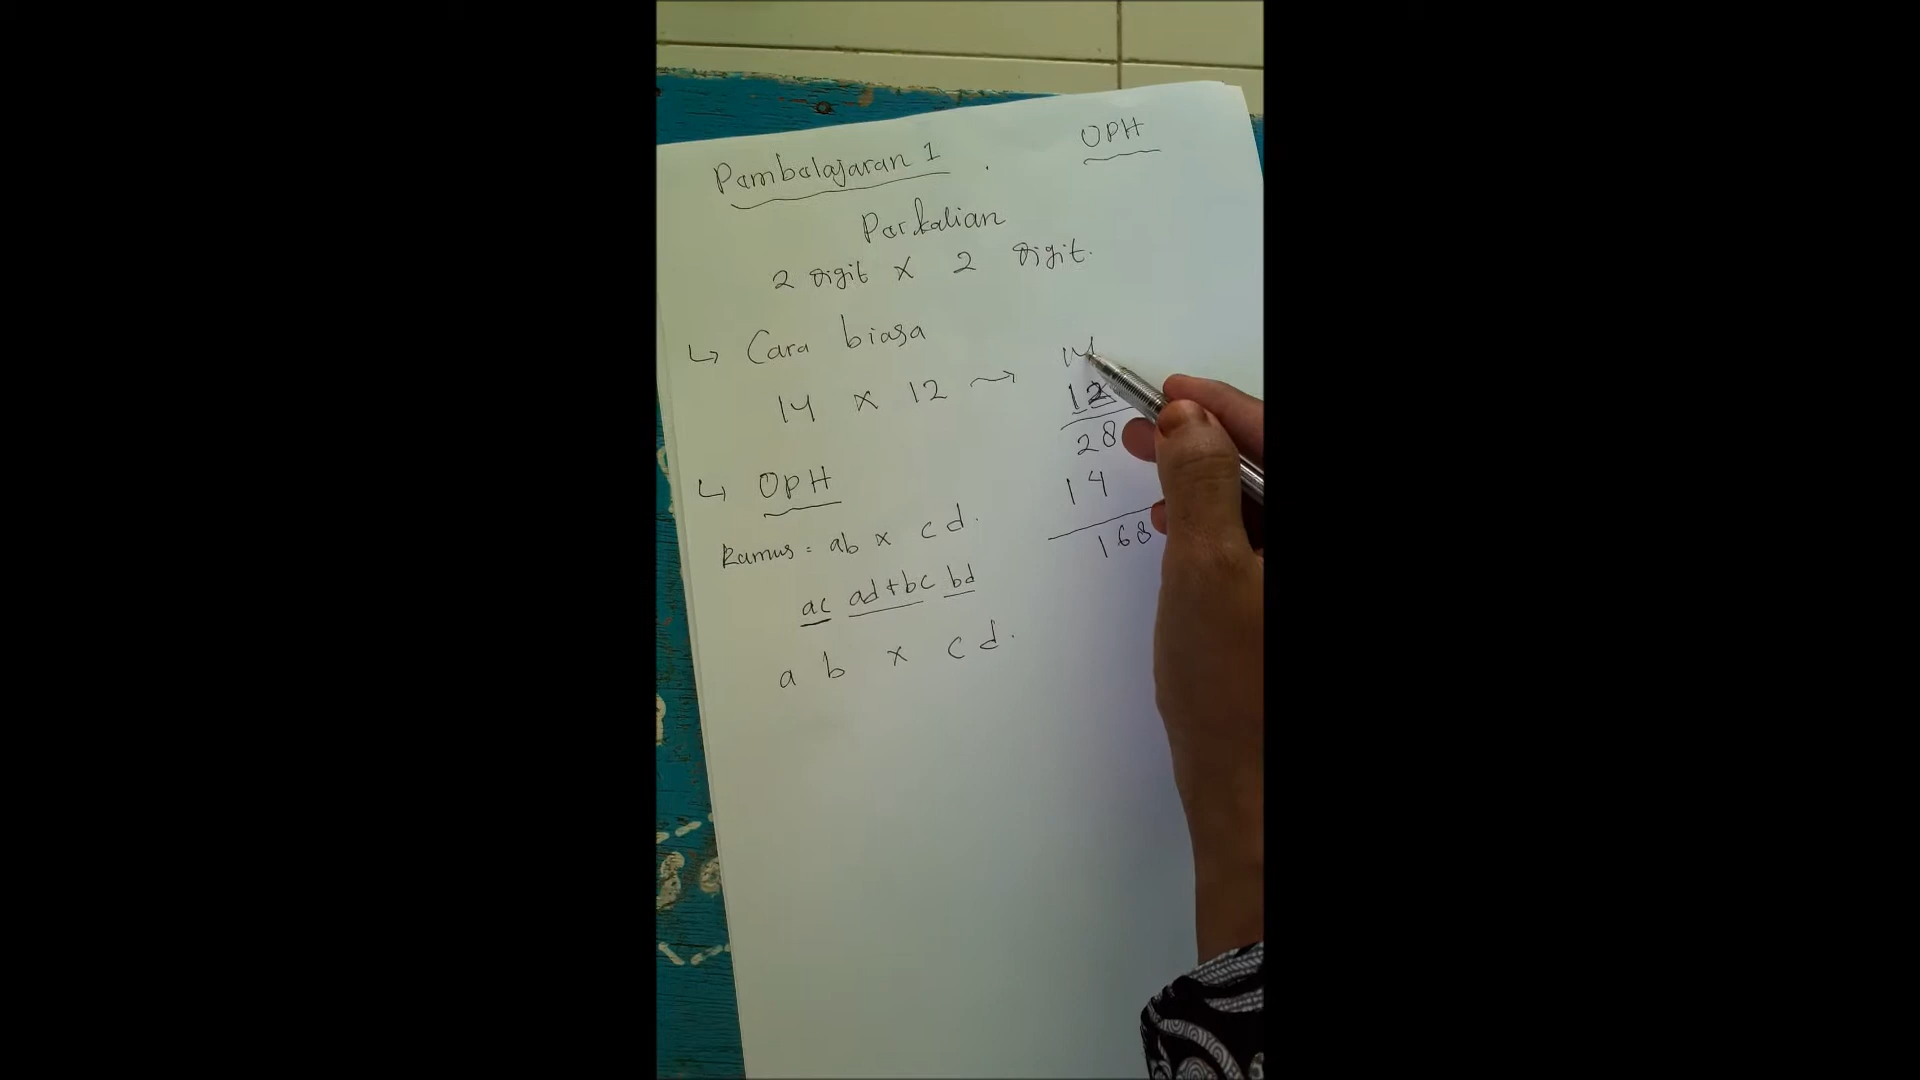 Pembelajaran 1
OPH
Perkalian
2 digit x 2 digit.
↳ Cara biasa
14 x 12 →
14
12 x
28
14
168
↳ OPH
Rumus = ab x cd.
ac ad+bc bd
a b x c d.